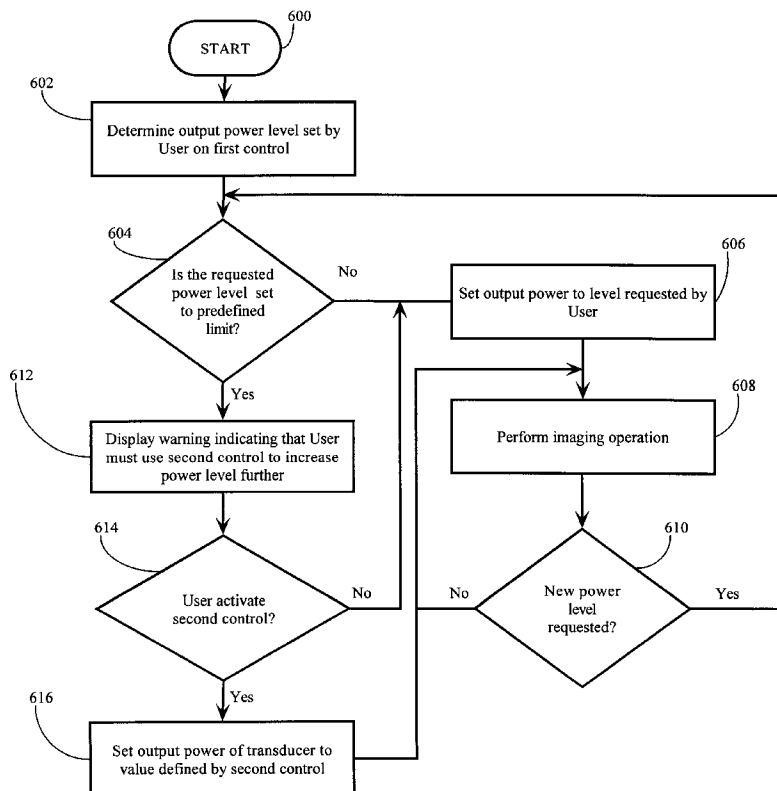 600
START
602
Determine output power level set by
User on first control
604
Is the requested
power level set
to predefined
limit?
No
606
Set output power to level requested by
User
Yes
612
Display warning indicating that User
must use second control to increase
power level further
608
Perform imaging operation
614
User activate
second control?
No
610
New power
level
requested?
No
Yes
Yes
616
Set output power of transducer to
value defined by second control